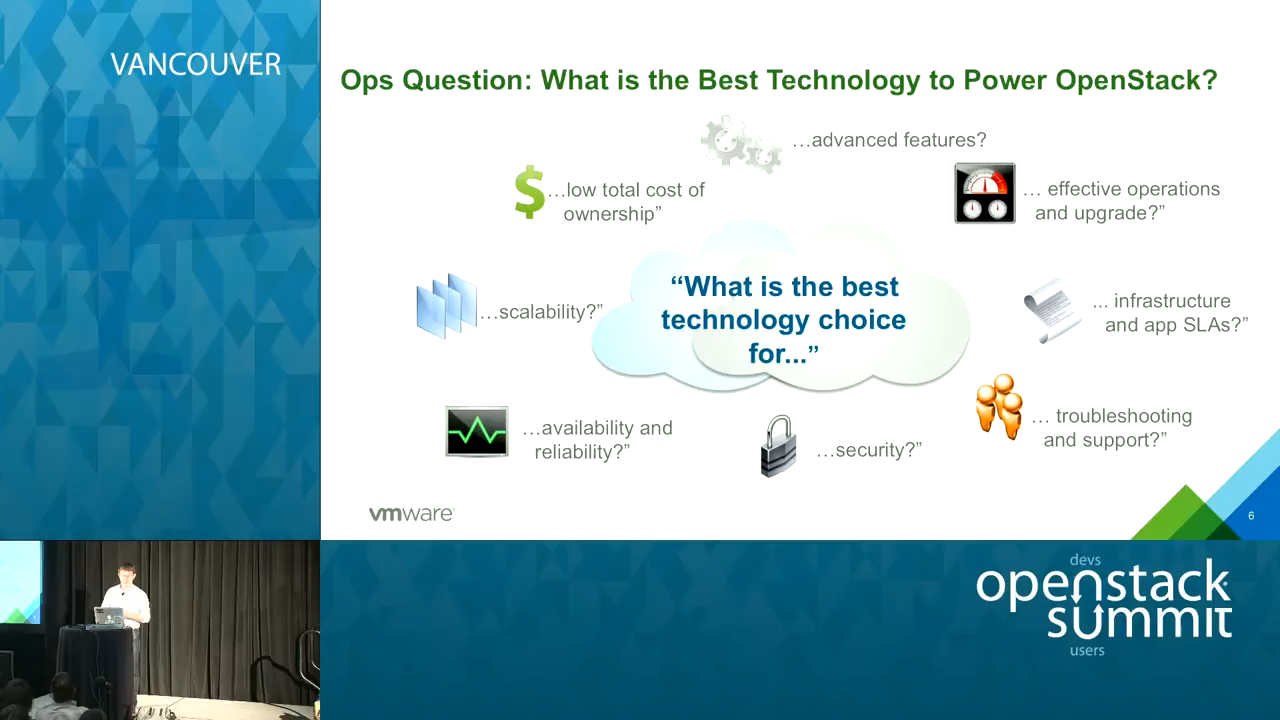 VANCOUVER
Ops Question: What is the Best Technology to Power OpenStack?
…advanced features?
…low total cost of
ownership”
… effective operations
and upgrade?”
“What is the best
technology choice
for...”
…scalability?”
... infrastructure
and app SLAs?”
…availability and
reliability?”
…security?”
… troubleshooting
and support?”
vmware
6
devs
openstack
summit
users